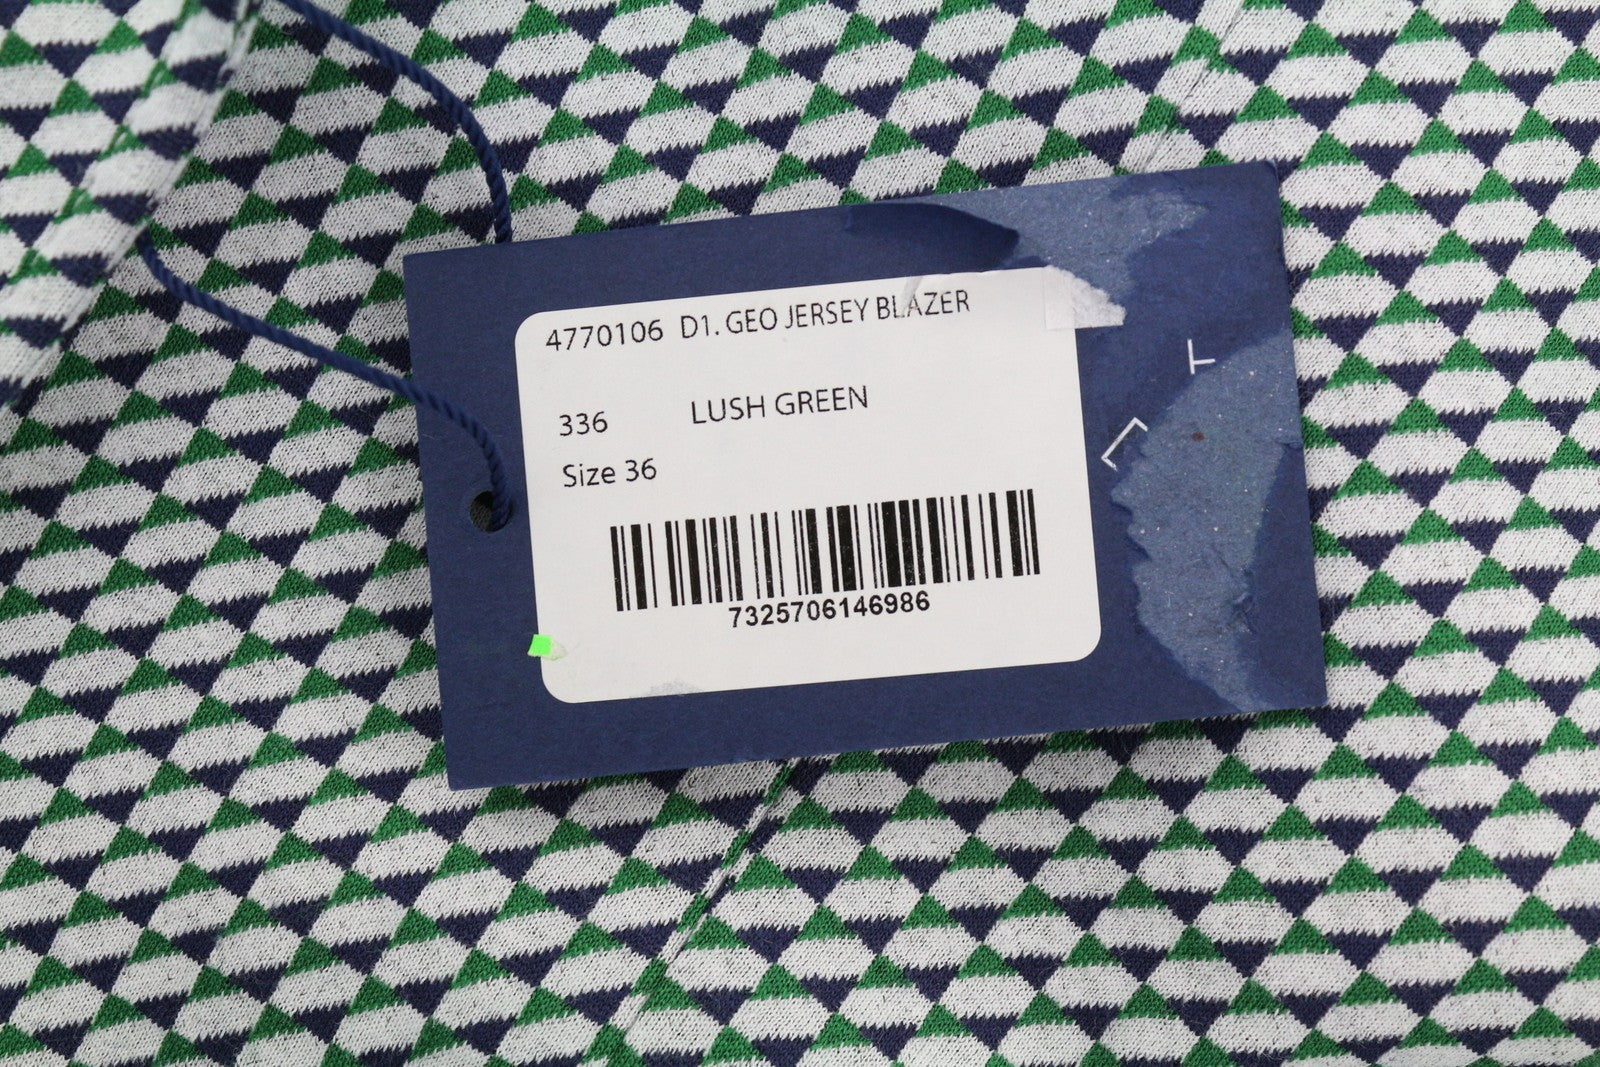 4770106 D1. GEO JERSEY BLAZER
336 LUSH GREEN
Size 36
7325706146986